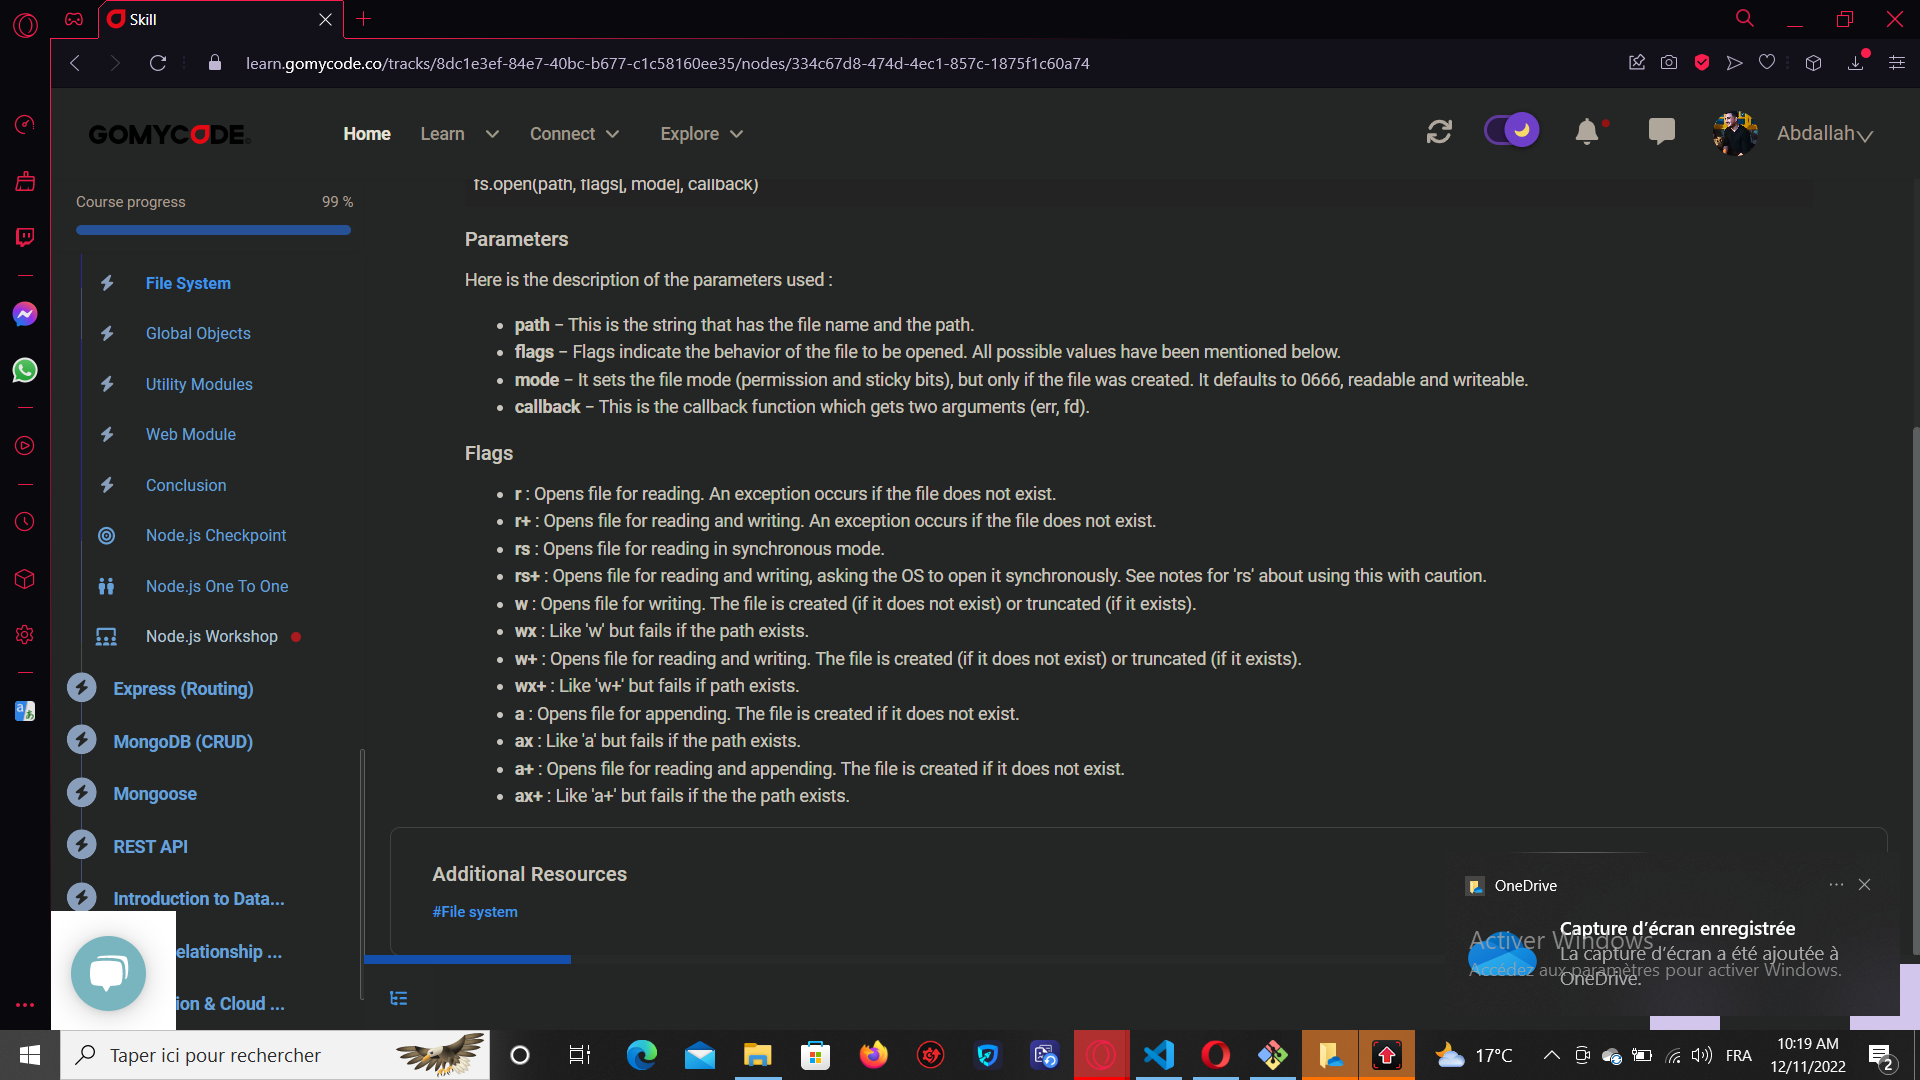 Skill
learn.gomycode.co/tracks/8dc1e3ef-84e7-40bc-b677-c1c58160ee35/nodes/334c67d8-474d-4ec1-857c-1875f1c60a74
GOMYCODE
Home
Learn
Connect
Explore
Abdallah
Course progress
99 %
File System
Global Objects
Utility Modules
Web Module
Conclusion
Node.js Checkpoint
Node.js One To One
Node.js Workshop
Express (Routing)
MongoDB (CRUD)
Mongoose
REST API
Introduction to Data...
elationship ...
ion & Cloud ...
fs.open(path, flags[, mode], callback)
Parameters
Here is the description of the parameters used :
• path − This is the string that has the file name and the path.
• flags − Flags indicate the behavior of the file to be opened. All possible values have been mentioned below.
• mode − It sets the file mode (permission and sticky bits), but only if the file was created. It defaults to 0666, readable and writeable.
• callback − This is the callback function which gets two arguments (err, fd).
Flags
• r : Opens file for reading. An exception occurs if the file does not exist.
• r+ : Opens file for reading and writing. An exception occurs if the file does not exist.
• rs : Opens file for reading in synchronous mode.
• rs+ : Opens file for reading and writing, asking the OS to open it synchronously. See notes for 'rs' about using this with caution.
• w : Opens file for writing. The file is created (if it does not exist) or truncated (if it exists).
• wx : Like 'w' but fails if the path exists.
• w+ : Opens file for reading and writing. The file is created (if it does not exist) or truncated (if it exists).
• wx+ : Like 'w+' but fails if path exists.
• a : Opens file for appending. The file is created if it does not exist.
• ax : Like 'a' but fails if the path exists.
• a+ : Opens file for reading and appending. The file is created if it does not exist.
• ax+ : Like 'a+' but fails if the the path exists.
Additional Resources
#File system
OneDrive
Capture d'écran enregistrée
La capture d'écran a été ajoutée à
OneDrive.
Activer Windows
Accédez aux paramètres pour activer Windows.
Taper ici pour rechercher
17°C
FRA
10:19 AM
12/11/2022
2